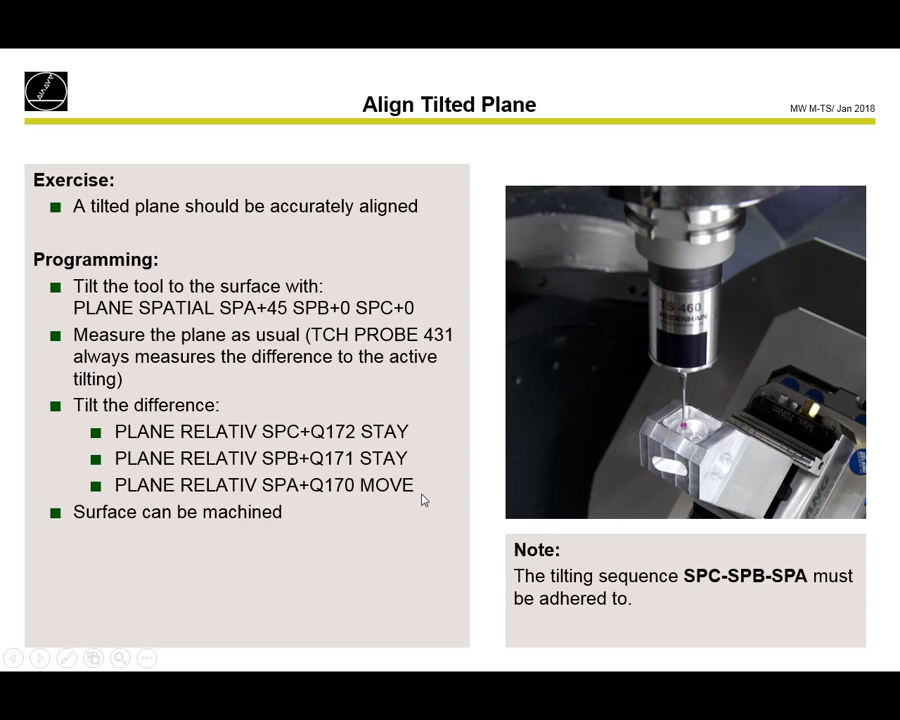 Align Tilted Plane
MW M-TS/ Jan 2018
Exercise:
A tilted plane should be accurately aligned
Programming:
Tilt the tool to the surface with:
PLANE SPATIAL SPA+45 SPB+0 SPC+0
Measure the plane as usual (TCH PROBE 431
always measures the difference to the active
tilting)
Tilt the difference:
PLANE RELATIV SPC+Q172 STAY
PLANE RELATIV SPB+Q171 STAY
PLANE RELATIV SPA+Q170 MOVE
Surface can be machined
TS 460
HEIDENHAIN
Note:
The tilting sequence SPC-SPB-SPA must
be adhered to.